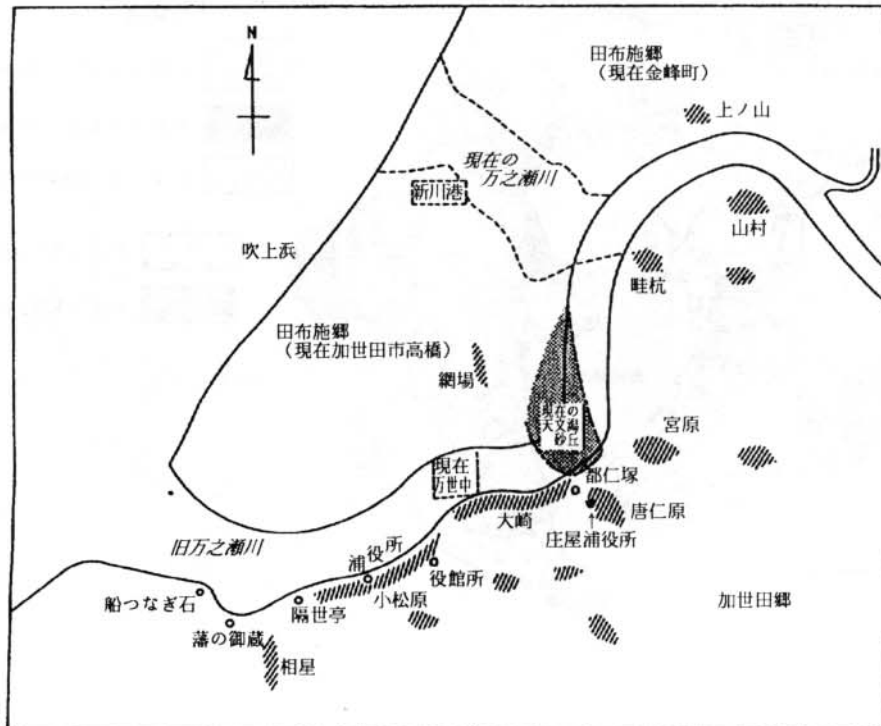 N
田布施郷
（現在金峰町）
上ノ山
現在の
万之瀬川
新川港
山村
吹上浜
畦杭
田布施郷
（現在加世田市高橋）
網場
現在の
天文潟
砂丘
宮原
現在
万世中
都仁塚
大崎
唐仁原
庄屋浦役所
旧万之瀬川
浦役所
役館所
船つなぎ石
隔世亭
小松原
加世田郷
藩の御蔵
相星